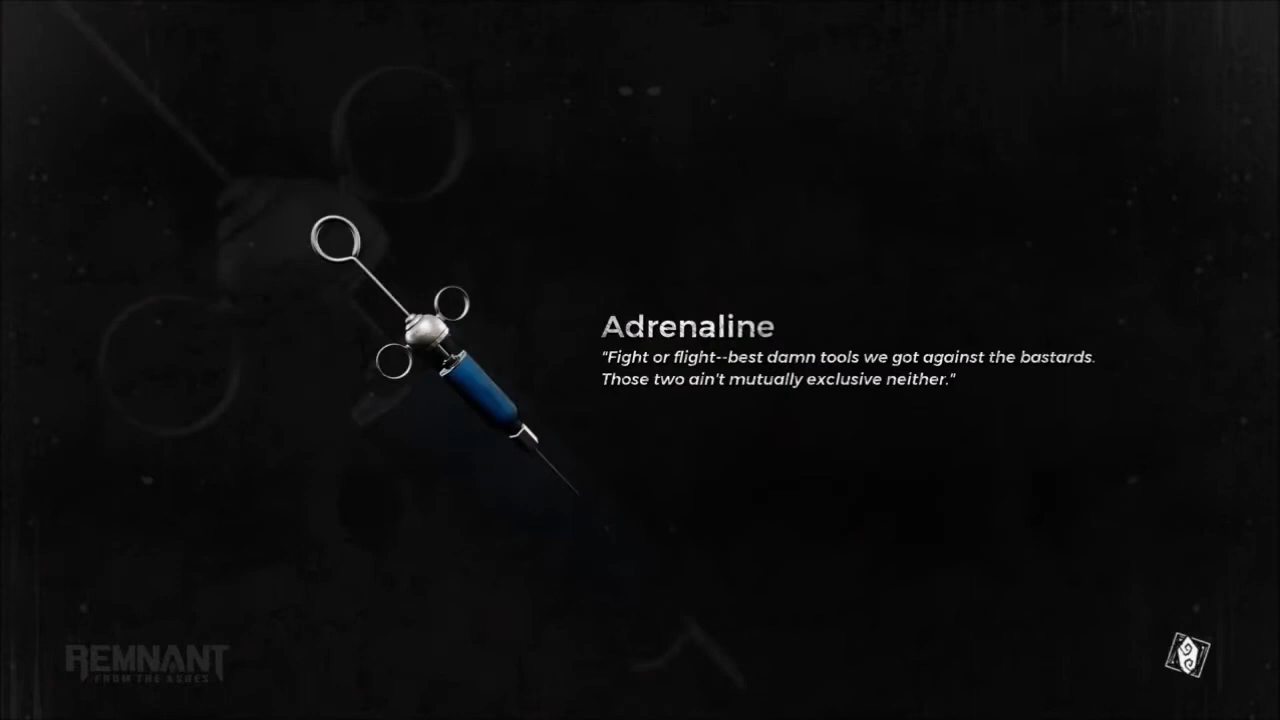 Adrenaline
"Fight or flight--best damn tools we got against the bastards.
Those two ain't mutually exclusive neither."
REMNANT
FROM THE ASHES